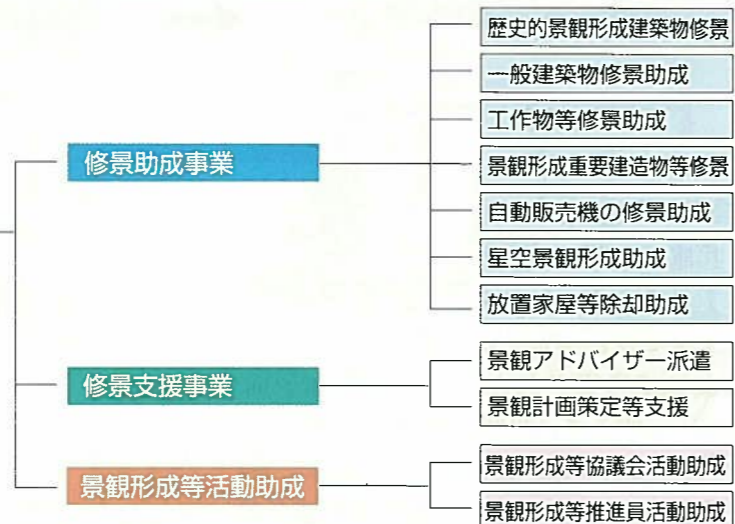 歴史的景観形成建築物修景
一般建築物修景助成
工作物等修景助成
修景助成事業
景観形成重要建造物等修景
自動販売機の修景助成
星空景観形成助成
放置家屋等除却助成
修景支援事業
景観アドバイザー派遣
景観計画策定等支援
景観形成等活動助成
景観形成等協議会活動助成
景観形成等推進員活動助成